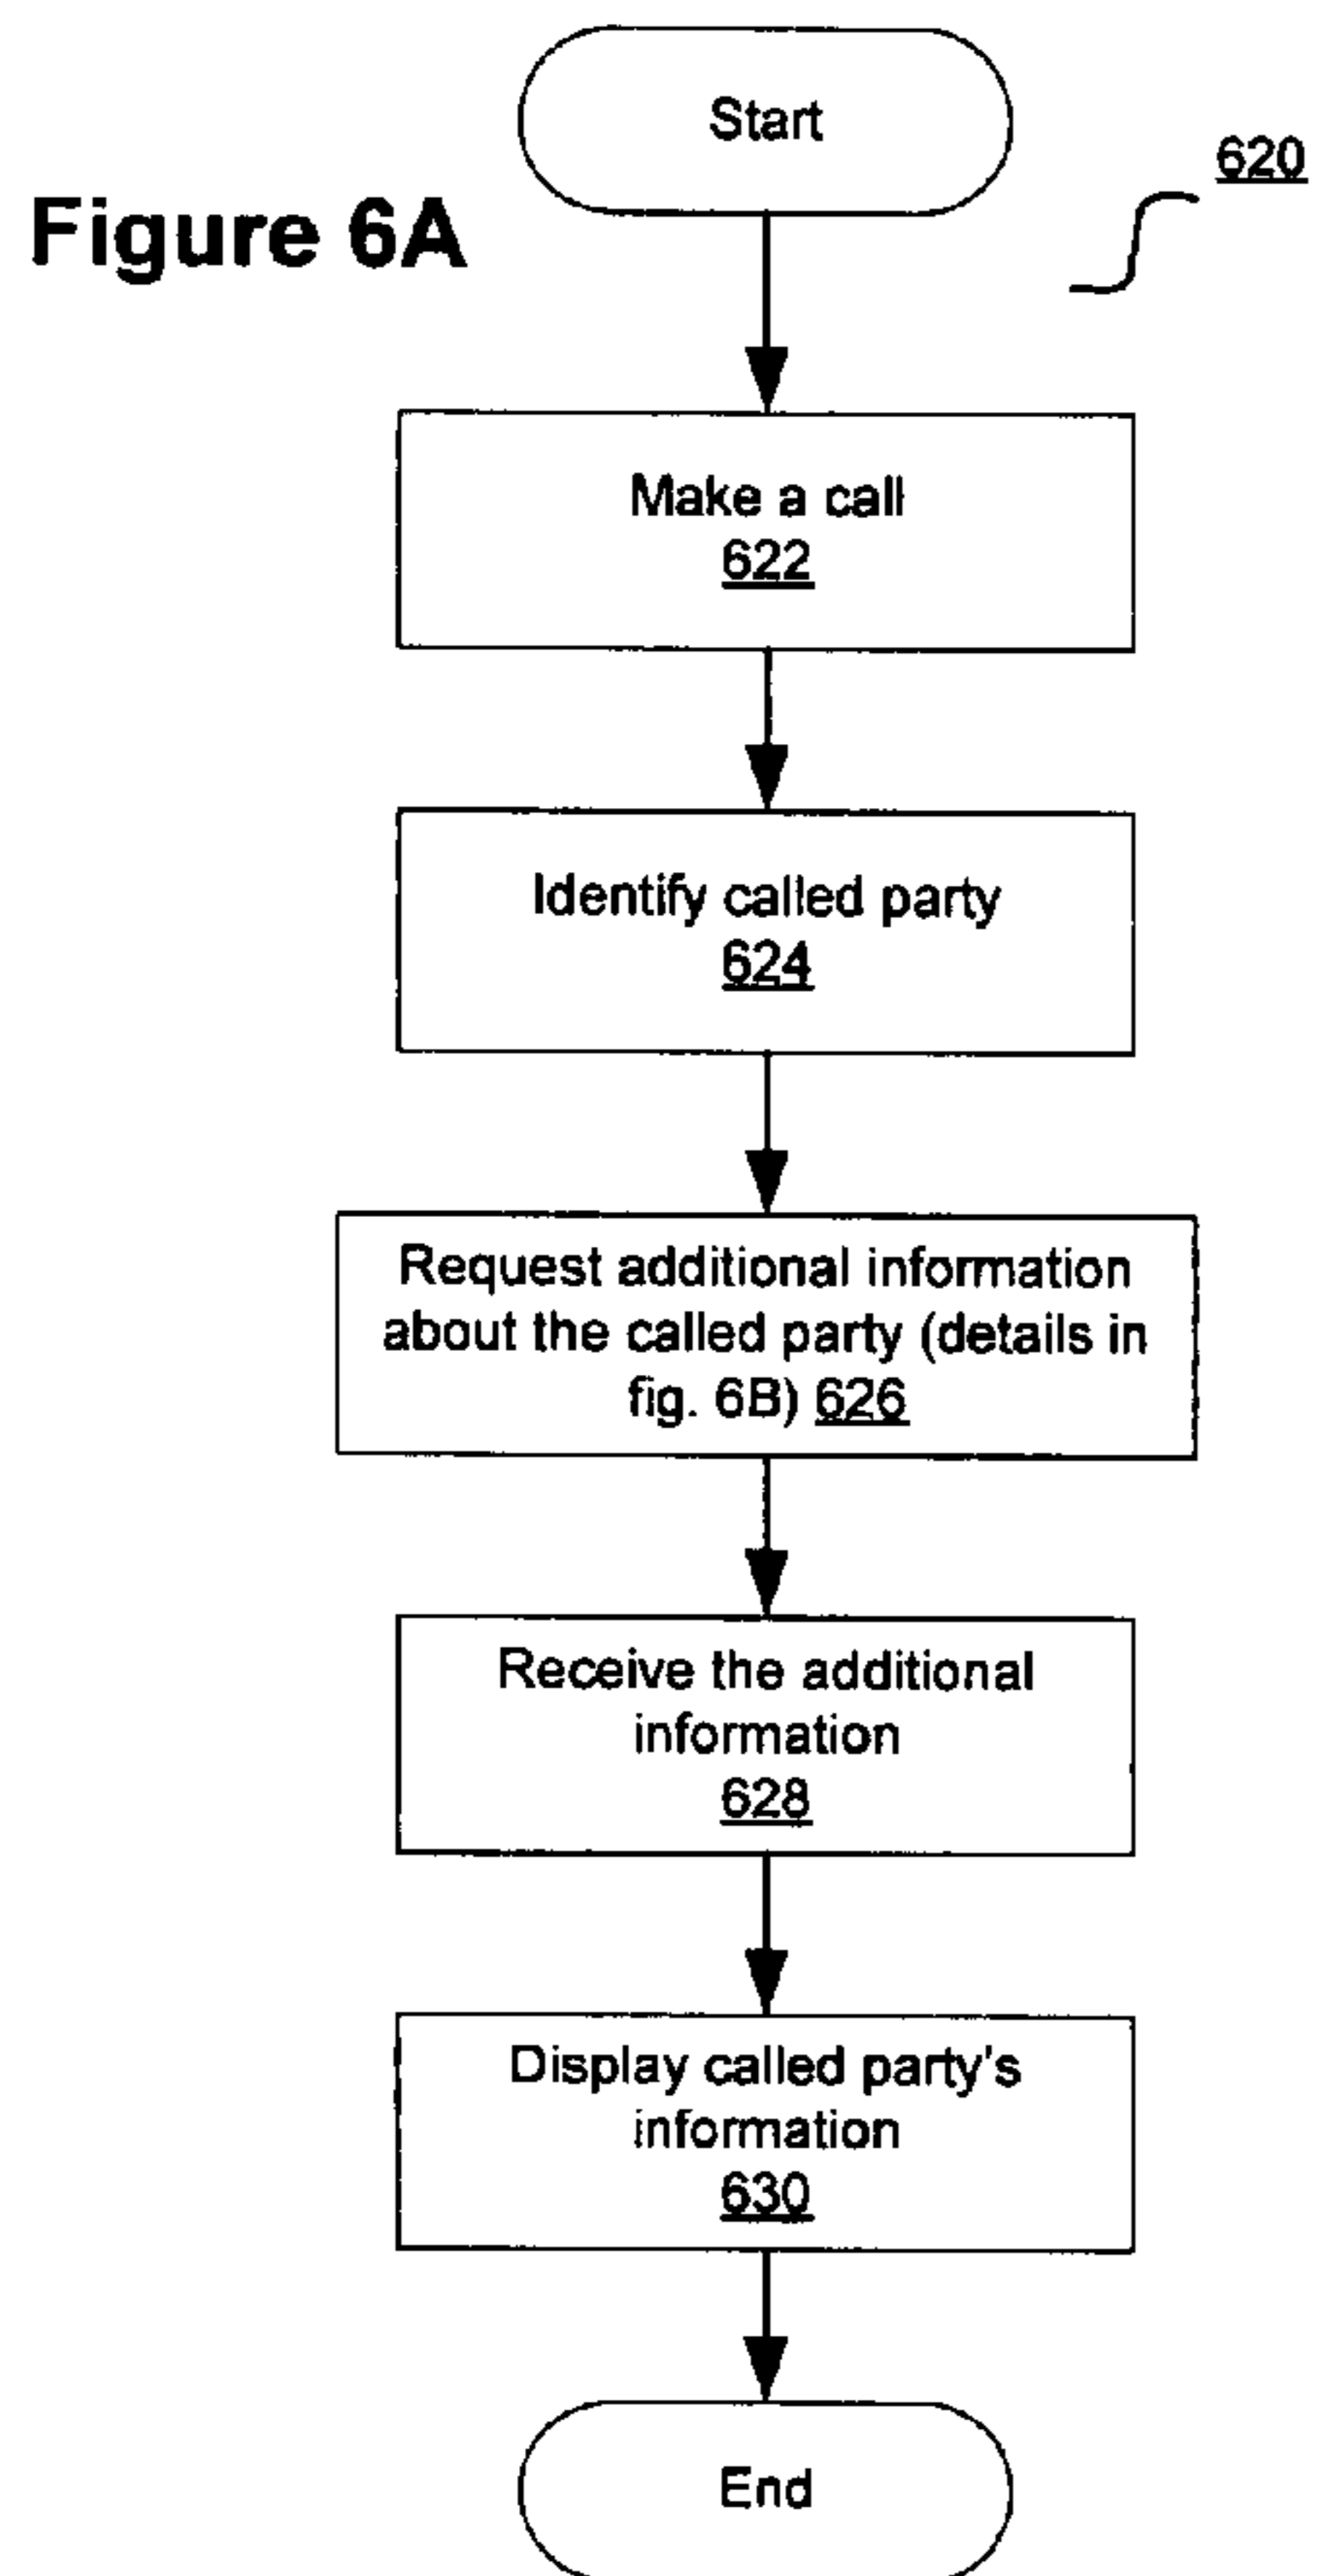 Start
620
Figure 6A
Make a call
622
Identify called party
624
Request additional information
about the called party (details in
fig. 6B) 626
Receive the additional
information
628
Display called party's
information
630
End